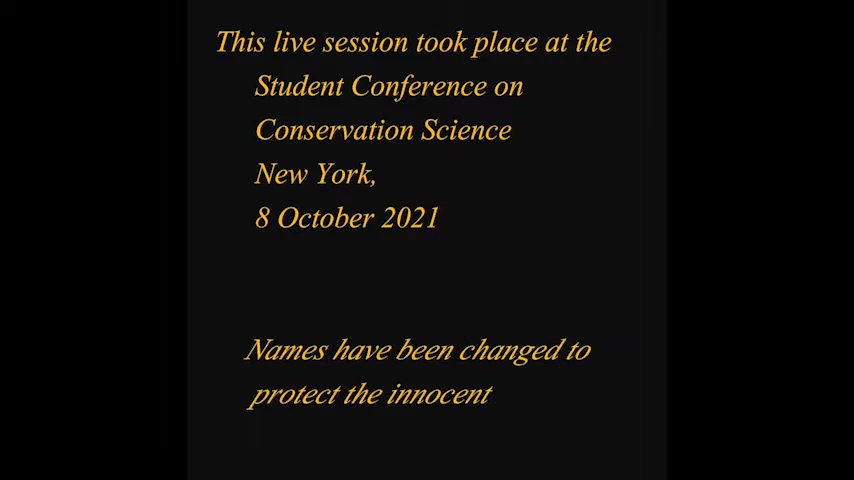 This live session took place at the
Student Conference on
Conservation Science
New York,
8 October 2021
Names have been changed to
protect the innocent